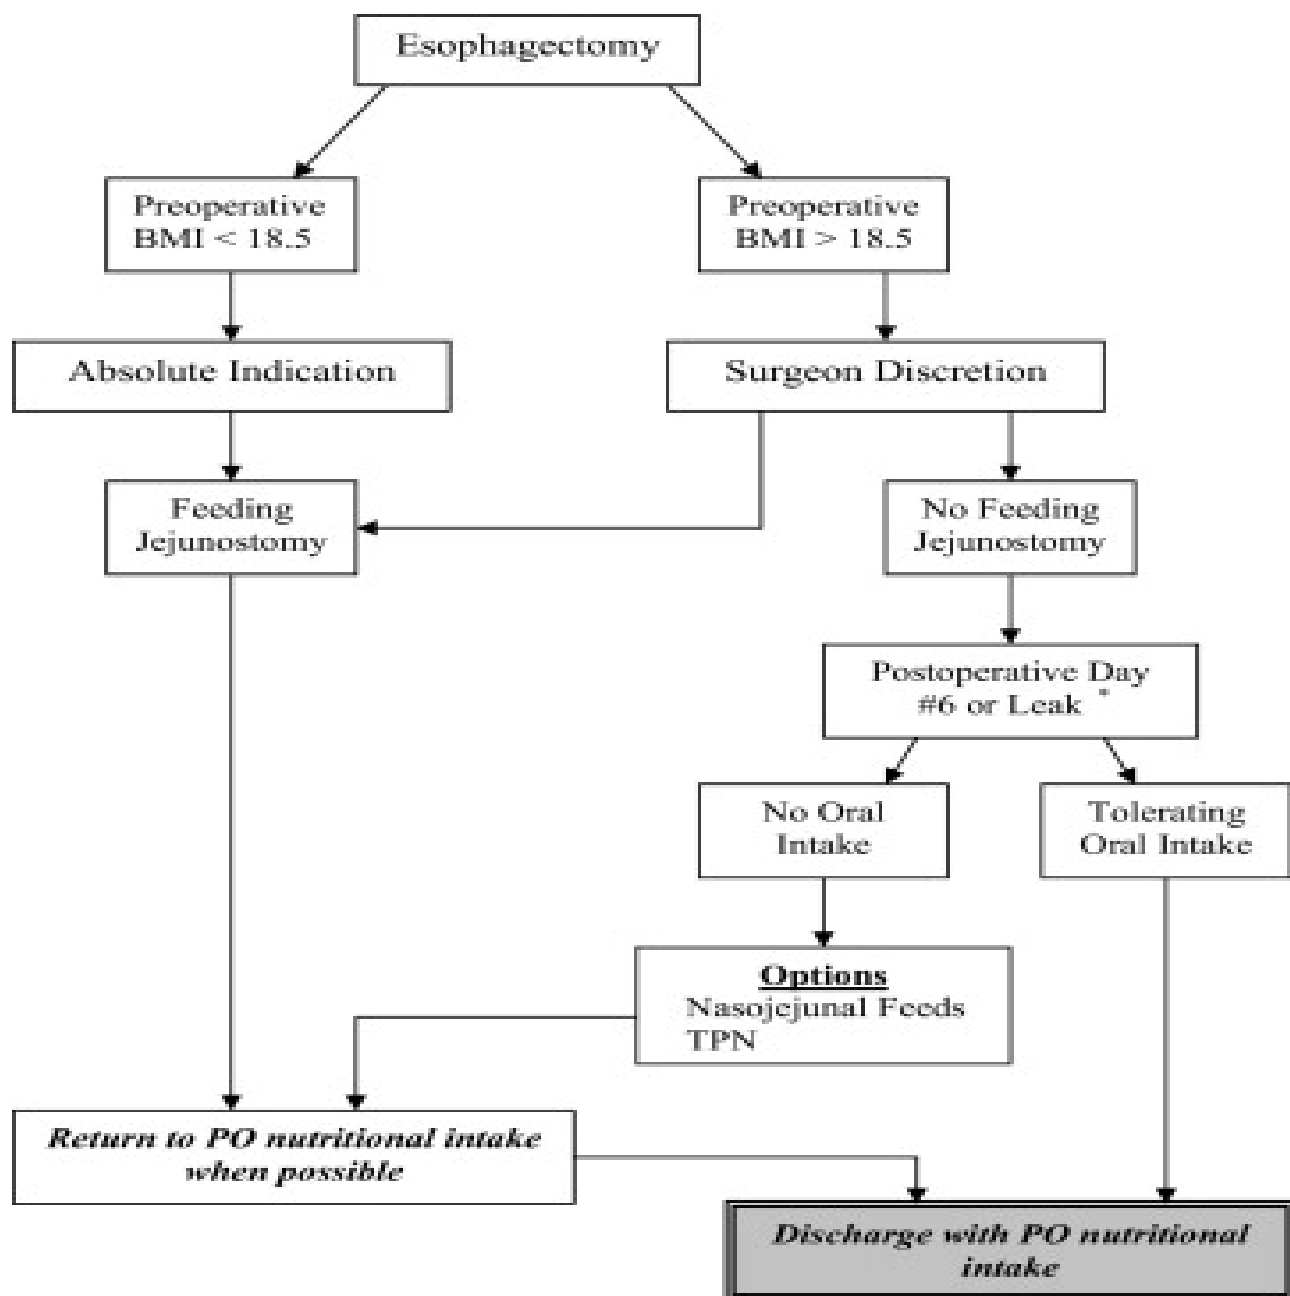 Esophagectomy
Preoperative
BMI < 18.5
Preoperative
BMI > 18.5
Absolute Indication
Surgeon Discretion
Feeding
Jejunostomy
No Feeding
Jejunostomy
Postoperative Day
#6 or Leak *
No Oral
Intake
Tolerating
Oral Intake
Options
Nasojejunal Feeds
TPN
Return to PO nutritional intake
when possible
Discharge with PO nutritional
intake